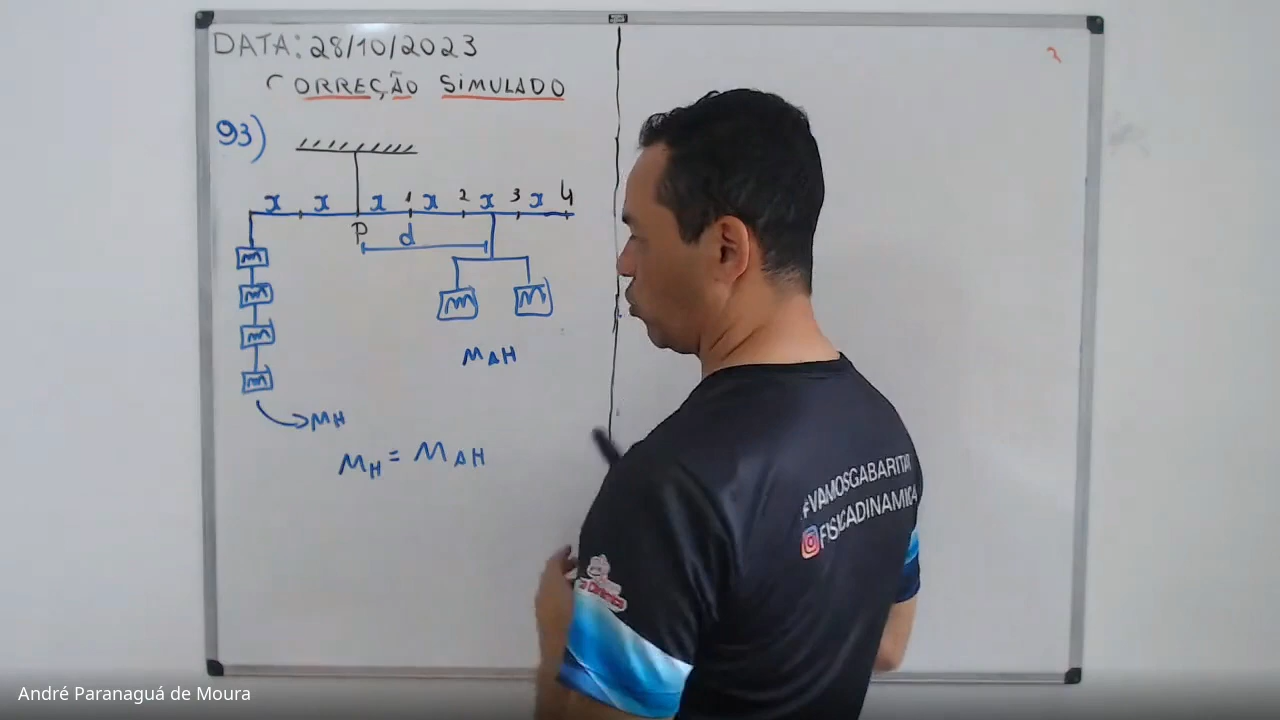 DATA: 28/10/2023
CORREÇÃO SIMULADO
93)
x x x 1 x 2 x 3 x 4
P d
m
m
m
m
m m
MAH
MH
MH = MAH
#VAMOSGABARITAR
FISICADINAMICA
André Paranaguá de Moura